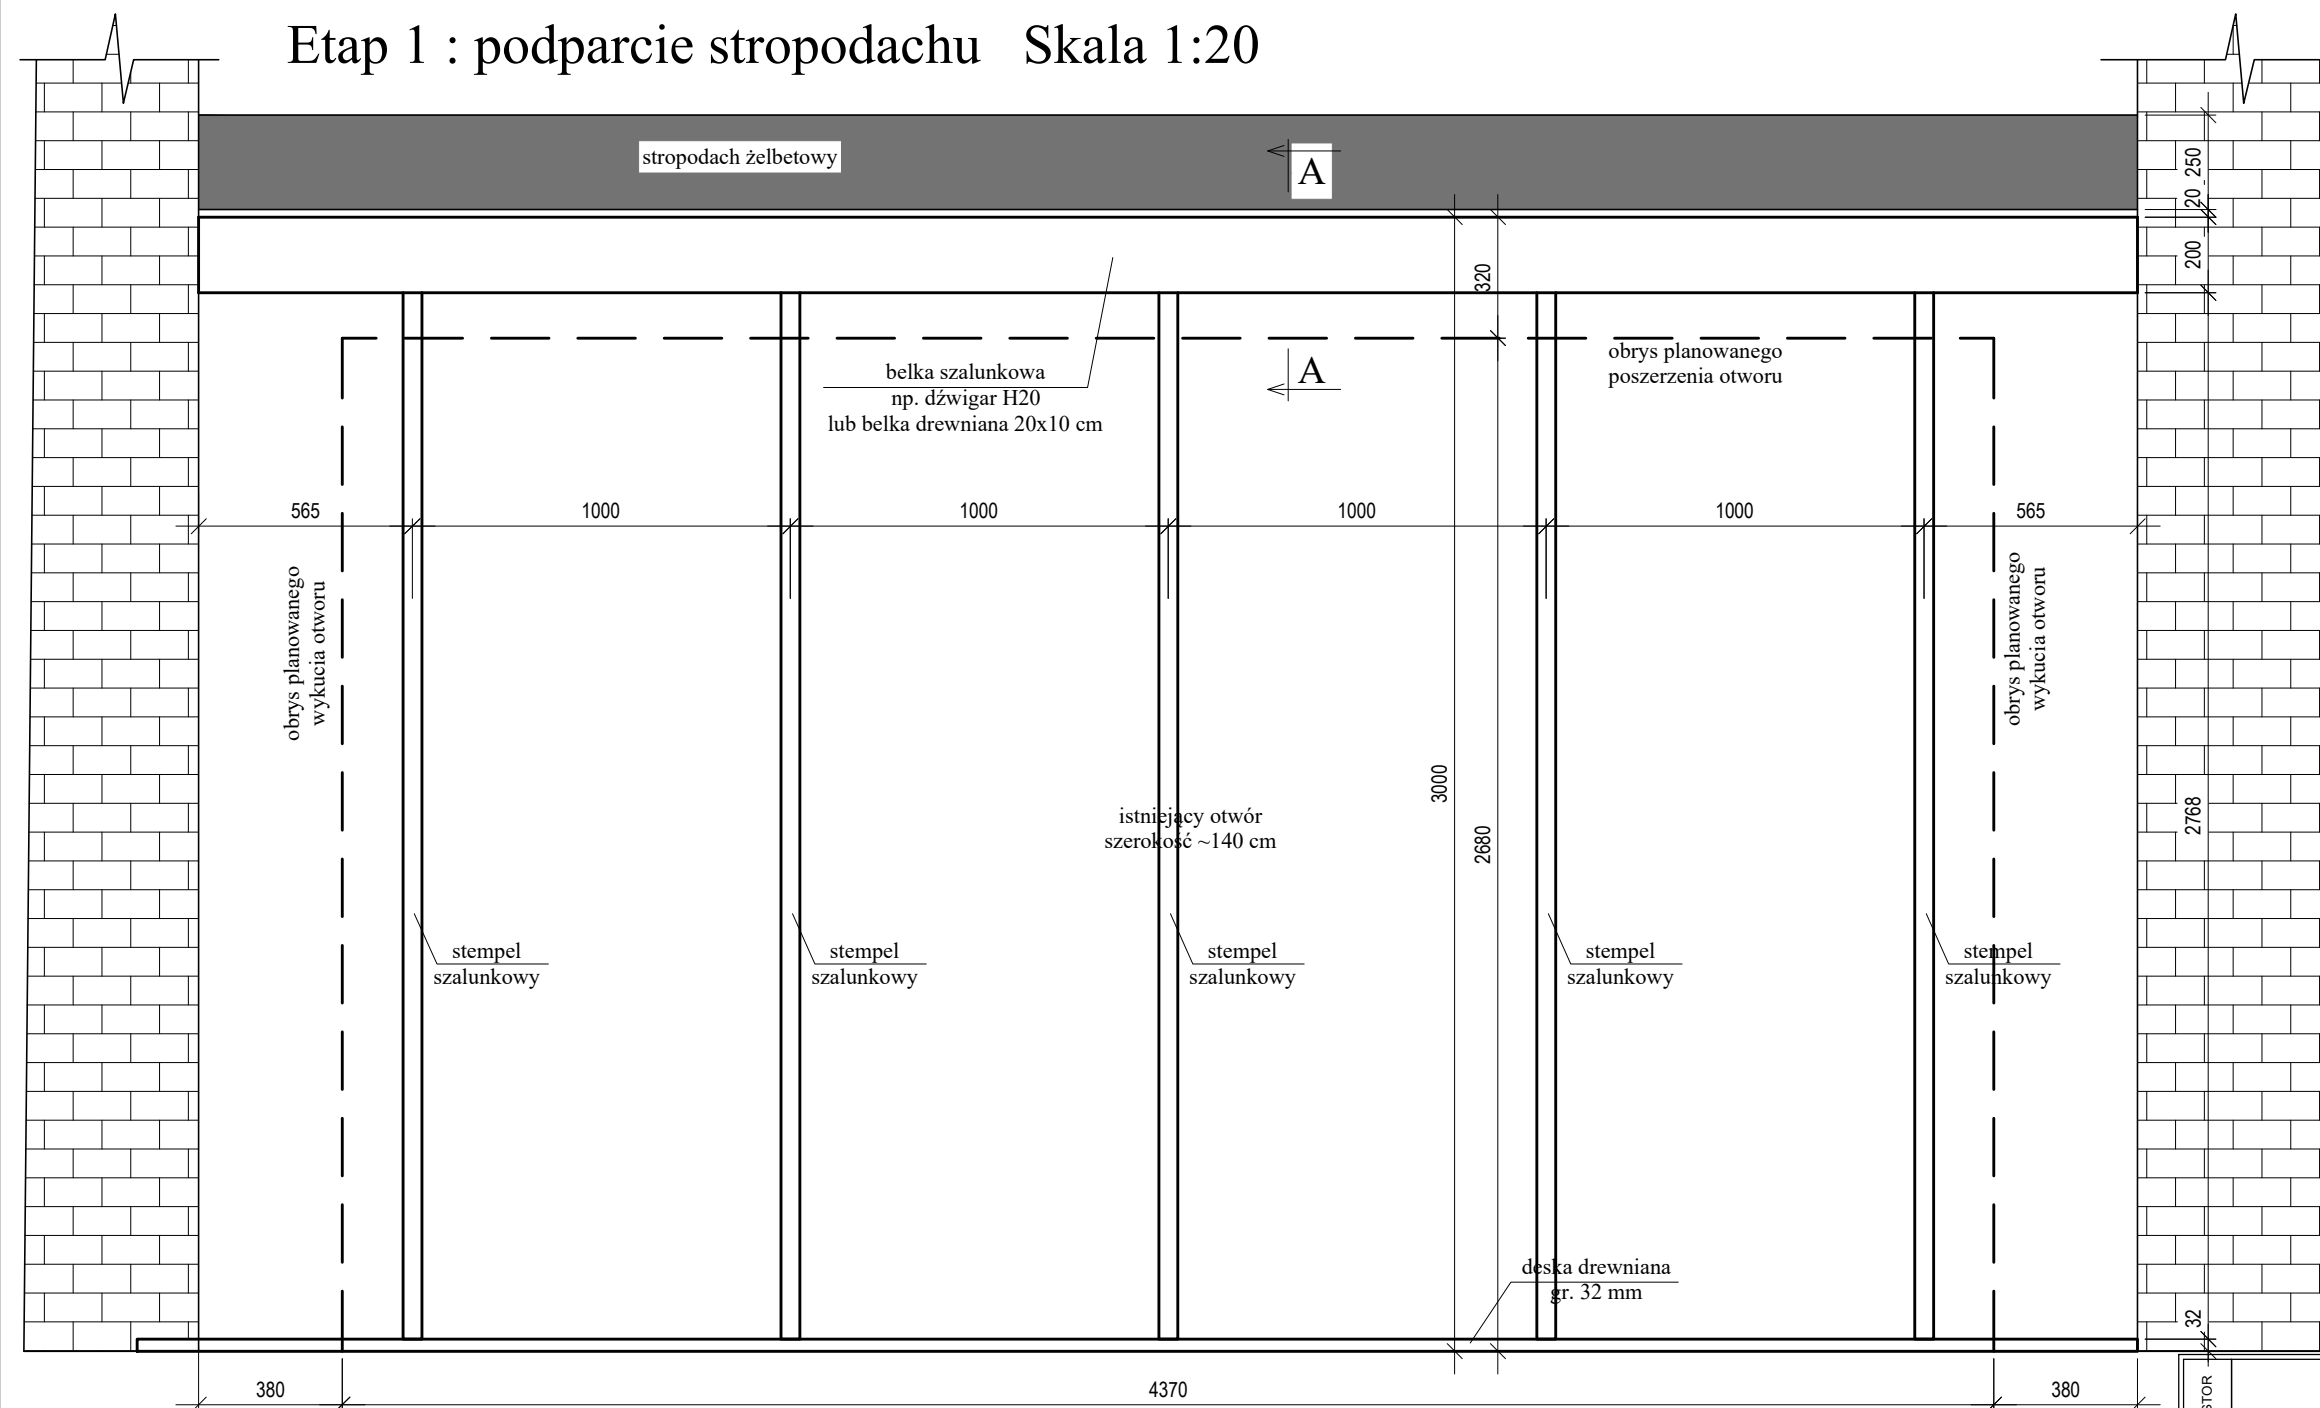 Etap 1 : podparcie stropodachu Skala 1:20
stropodach żelbetowy
A
250
20
200
320
belka szalunkowa
np. dźwigar H20
lub belka drewniana 20x10 cm
A
obrys planowanego
poszerzenia otworu
565
1000
1000
1000
1000
565
obrys planowanego
wykucia otworu
obrys planowanego
wykucia otworu
3000
2680
2768
istniejący otwór
szerokość ~140 cm
stempel
szalunkowy
stempel
szalunkowy
stempel
szalunkowy
stempel
szalunkowy
stempel
szalunkowy
deska drewniana
gr. 32 mm
32
380
4370
380